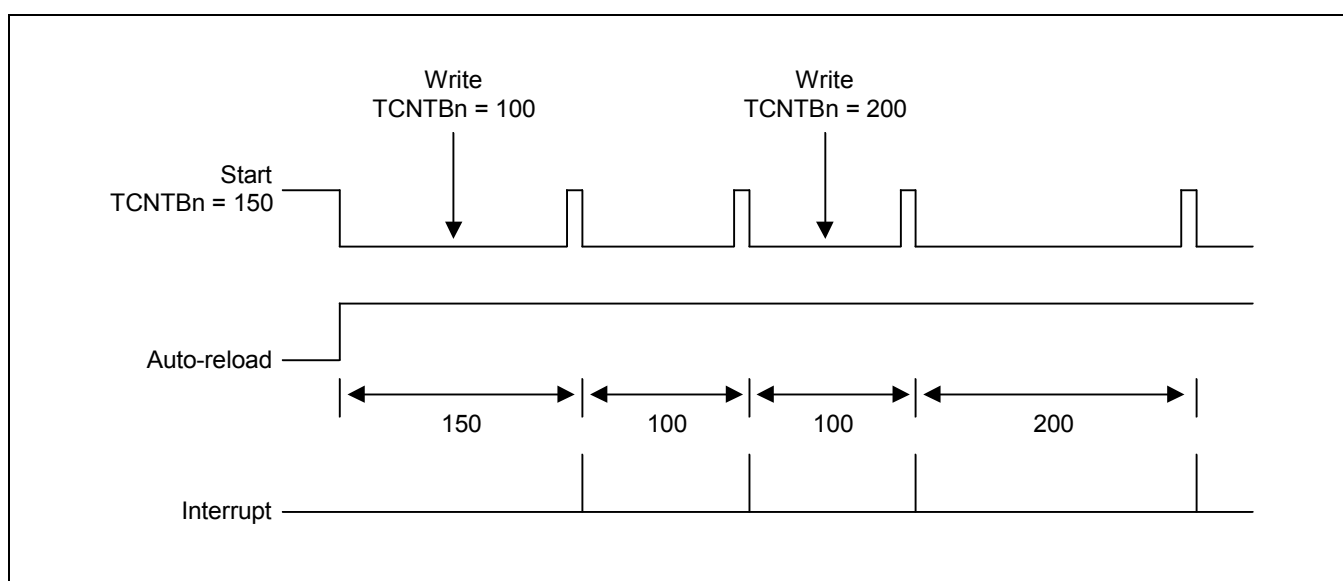 Write
TCNTBn = 100
Write
TCNTBn = 200
Start
TCNTBn = 150
Auto-reload
150
100
100
200
Interrupt